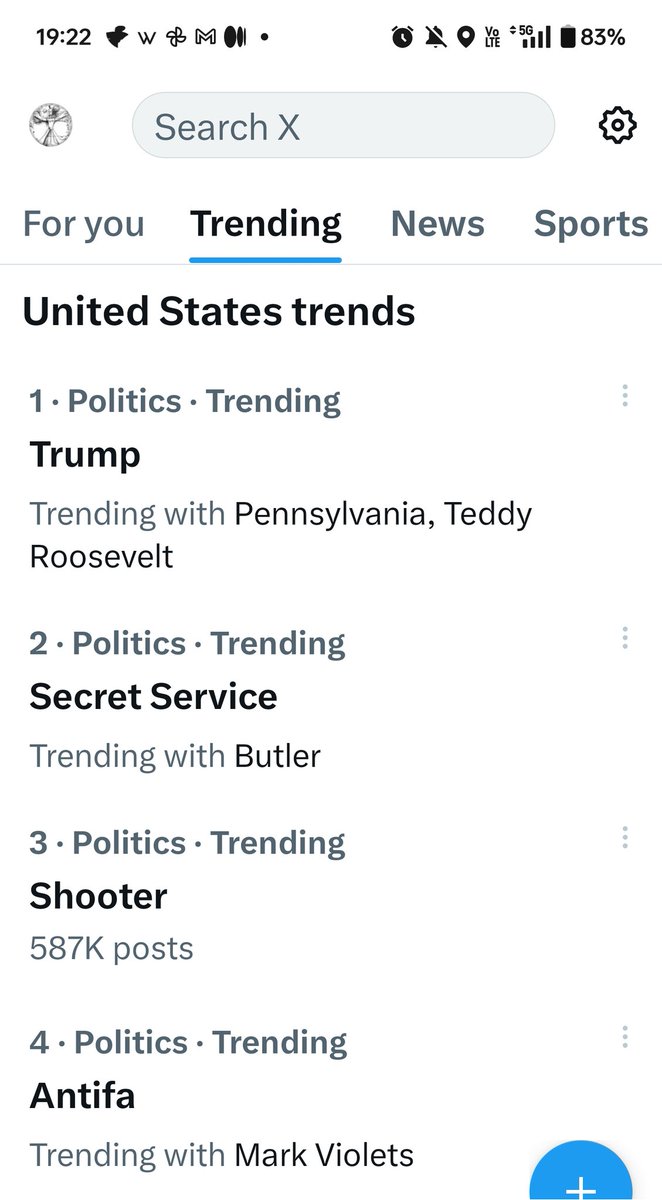 19:22
Vo
LTE
5G
83%
Search X
For you Trending News Sports
United States trends
1 · Politics · Trending
Trump
Trending with Pennsylvania, Teddy
Roosevelt
2 · Politics · Trending
Secret Service
Trending with Butler
3 · Politics · Trending
Shooter
587K posts
4 · Politics · Trending
Antifa
Trending with Mark Violets